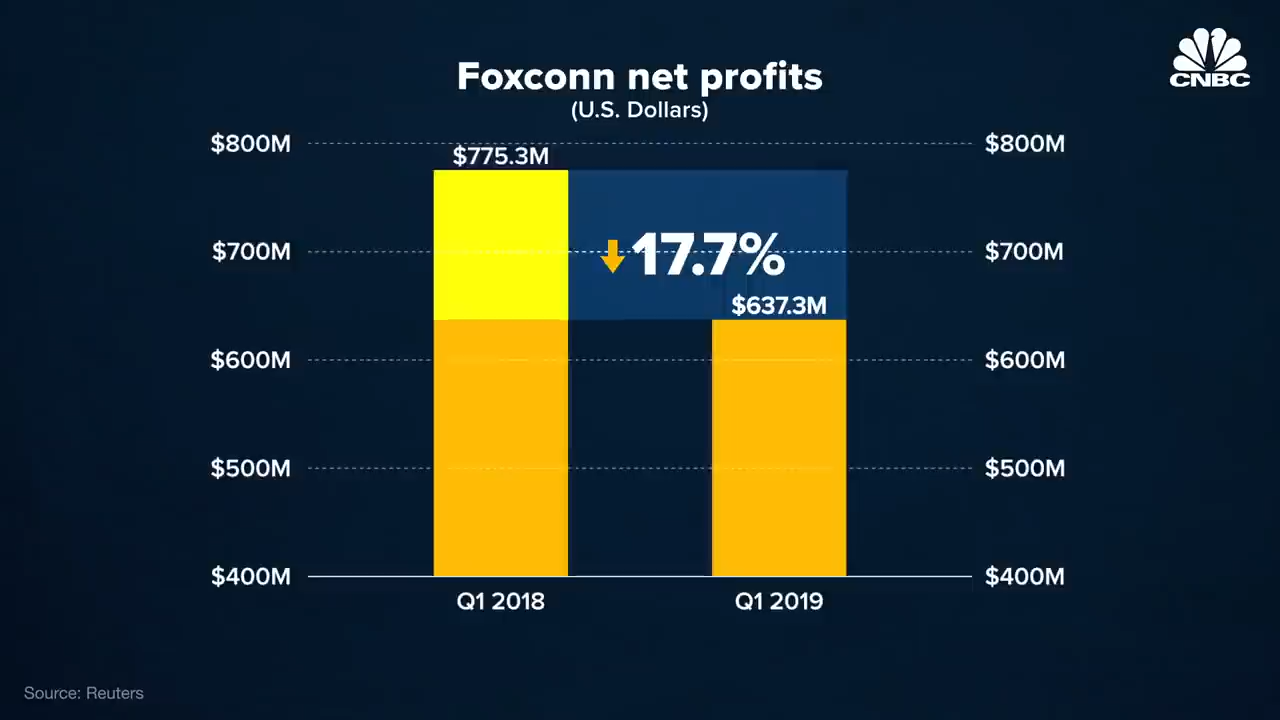 CNBC
Foxconn net profits
(U.S. Dollars)
$800M $800M
$775.3M
$700M 17.7% $700M
$637.3M
$600M $600M
$500M $500M
$400M $400M
Q1 2018 Q1 2019
Source: Reuters